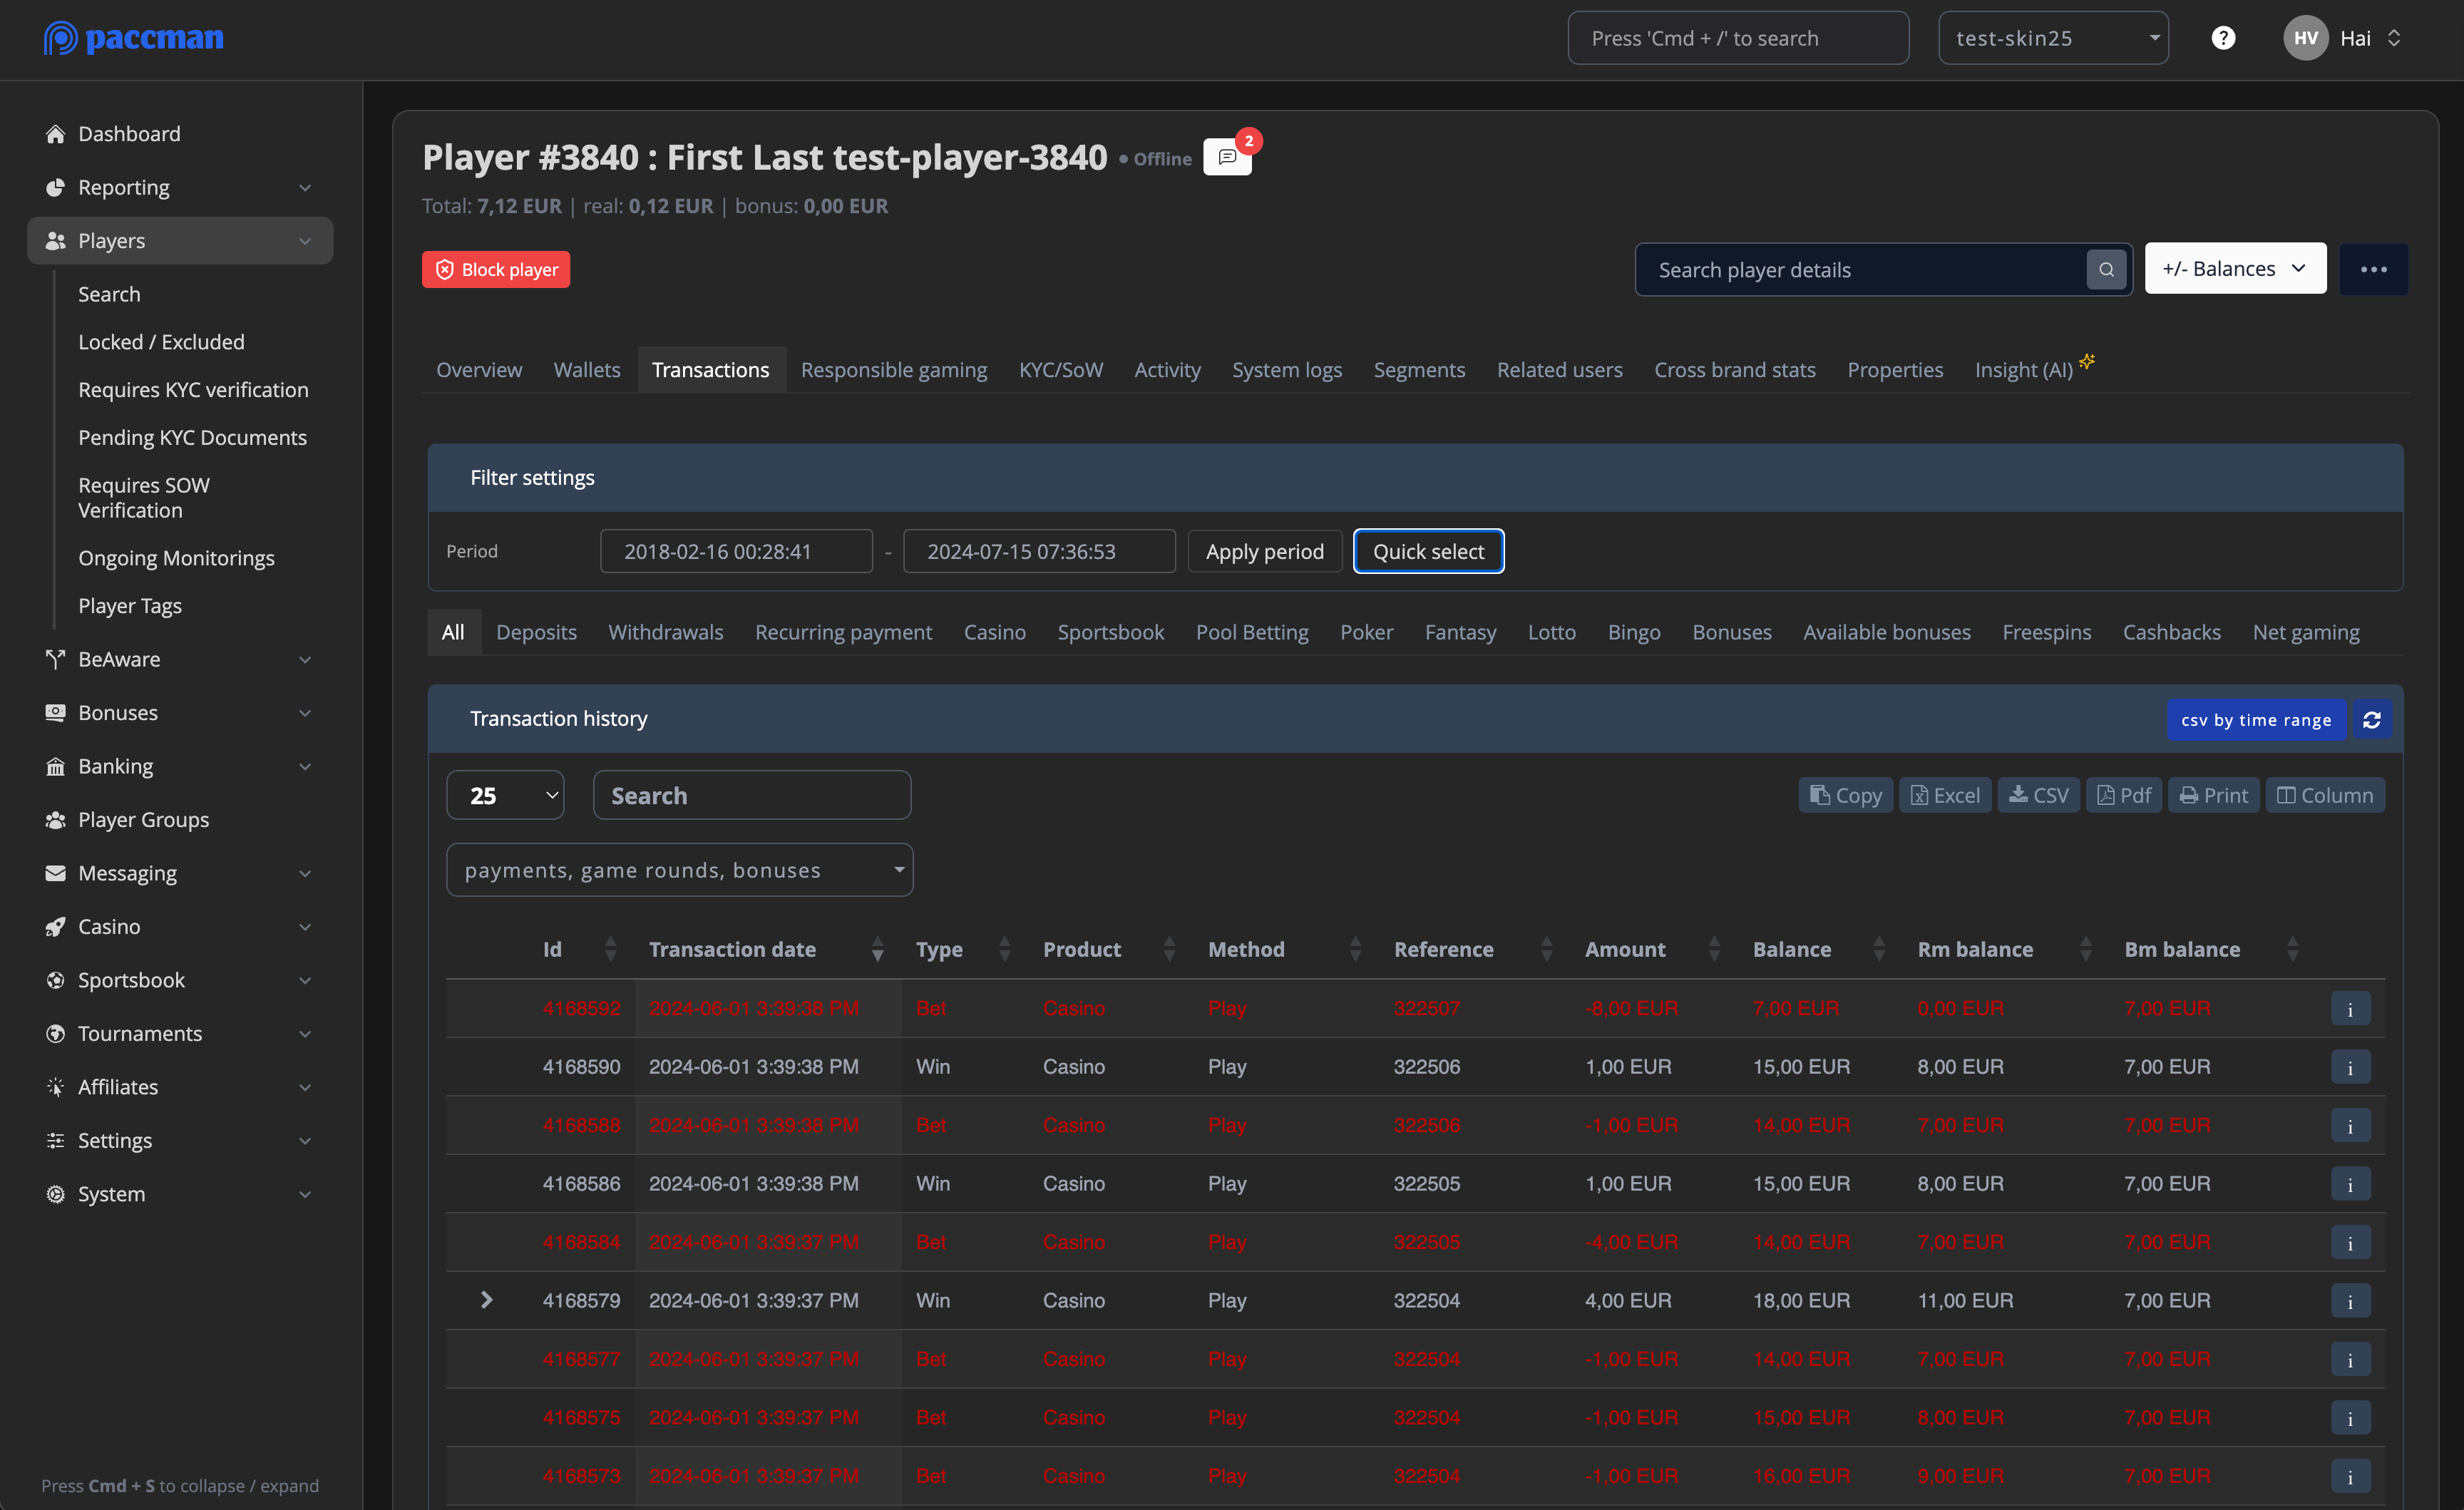 paccman
Press 'Cmd + /' to search
test-skin25
?
HV
Hai
Dashboard
Reporting
Players
Search
Locked / Excluded
Requires KYC verification
Pending KYC Documents
Requires SOW
Verification
Ongoing Monitorings
Player Tags
BeAware
Bonuses
Banking
Player Groups
Messaging
Casino
Sportsbook
Tournaments
Affiliates
Settings
System
Press Cmd + S to collapse / expand
Player #3840 : First Last test-player-3840 • Offline 2
Total: 7,12 EUR | real: 0,12 EUR | bonus: 0,00 EUR
Block player
Search player details
+/- Balances
Overview Wallets Transactions Responsible gaming KYC/SoW Activity System logs Segments Related users Cross brand stats Properties Insight (AI)
Filter settings
Period 2018-02-16 00:28:41 - 2024-07-15 07:36:53 Apply period Quick select
All Deposits Withdrawals Recurring payment Casino Sportsbook Pool Betting Poker Fantasy Lotto Bingo Bonuses Available bonuses Freespins Cashbacks Net gaming
Transaction history csv by time range
25 Search Copy Excel CSV Pdf Print Column
payments, game rounds, bonuses
Id Transaction date Type Product Method Reference Amount Balance Rm balance Bm balance
4168592 2024-06-01 3:39:38 PM Bet Casino Play 322507 -8,00 EUR 7,00 EUR 0,00 EUR 7,00 EUR i
4168590 2024-06-01 3:39:38 PM Win Casino Play 322506 1,00 EUR 15,00 EUR 8,00 EUR 7,00 EUR i
4168588 2024-06-01 3:39:38 PM Bet Casino Play 322506 -1,00 EUR 14,00 EUR 7,00 EUR 7,00 EUR i
4168586 2024-06-01 3:39:38 PM Win Casino Play 322505 1,00 EUR 15,00 EUR 8,00 EUR 7,00 EUR i
4168584 2024-06-01 3:39:37 PM Bet Casino Play 322505 -4,00 EUR 14,00 EUR 7,00 EUR 7,00 EUR i
4168579 2024-06-01 3:39:37 PM Win Casino Play 322504 4,00 EUR 18,00 EUR 11,00 EUR 7,00 EUR i
4168577 2024-06-01 3:39:37 PM Bet Casino Play 322504 -1,00 EUR 14,00 EUR 7,00 EUR 7,00 EUR i
4168575 2024-06-01 3:39:37 PM Bet Casino Play 322504 -1,00 EUR 15,00 EUR 8,00 EUR 7,00 EUR i
4168573 2024-06-01 3:39:37 PM Bet Casino Play 322504 -1,00 EUR 16,00 EUR 9,00 EUR 7,00 EUR i